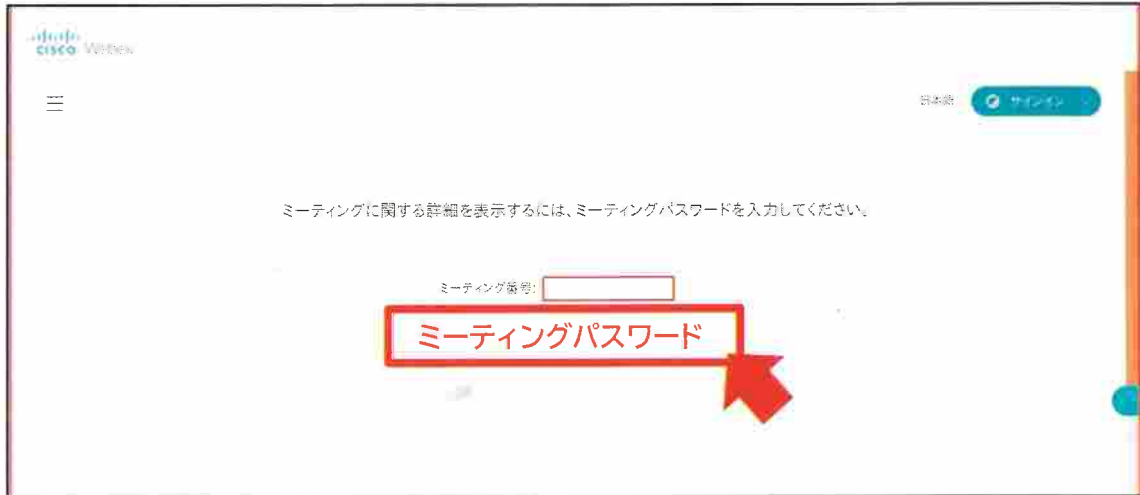 cisco Webex
日本語
サインイン
ミーティングに関する詳細を表示するには、ミーティングパスワードを入力してください。
ミーティング番号:
ミーティングパスワード